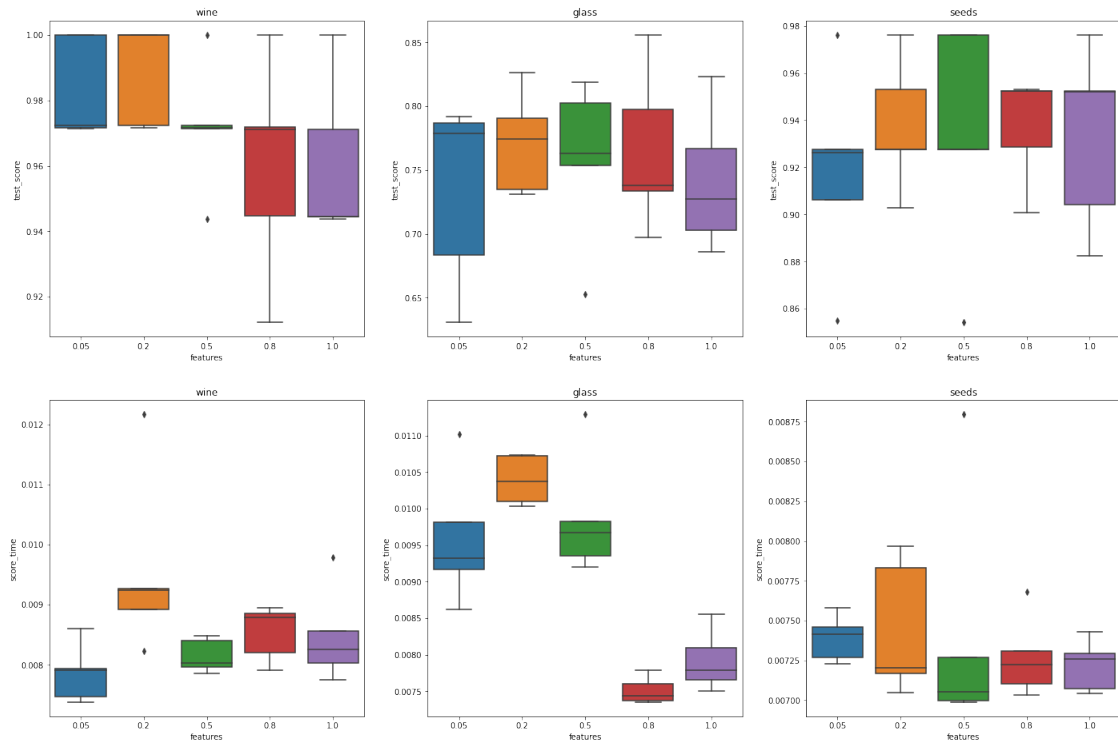 wine
1.00
0.98
0.96
0.94
0.92
test_score
0.05 0.2 0.5 0.8 1.0
features
glass
0.85
0.80
0.75
0.70
0.65
test_score
0.05 0.2 0.5 0.8 1.0
features
seeds
0.98
0.96
0.94
0.92
0.90
0.88
0.86
test_score
0.05 0.2 0.5 0.8 1.0
features
wine
0.012
0.011
0.010
0.009
0.008
score_time
0.05 0.2 0.5 0.8 1.0
features
glass
0.0110
0.0105
0.0100
0.0095
0.0090
0.0085
0.0080
0.0075
score_time
0.05 0.2 0.5 0.8 1.0
features
seeds
0.00875
0.00850
0.00825
0.00800
0.00775
0.00750
0.00725
0.00700
score_time
0.05 0.2 0.5 0.8 1.0
features